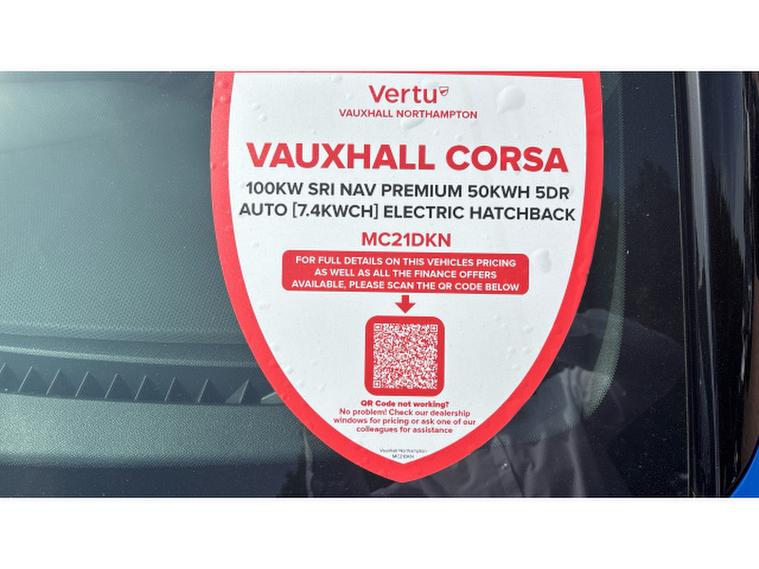 Vertu
VAUXHALL NORTHAMPTON
VAUXHALL CORSA
100KW SRI NAV PREMIUM 50KWH 5DR
AUTO [7.4KWCH] ELECTRIC HATCHBACK
MC21DKN
FOR FULL DETAILS ON THIS VEHICLES PRICING
AS WELL AS ALL THE FINANCE OFFERS
AVAILABLE, PLEASE SCAN THE QR CODE BELOW
QR Code not working?
No problem! Check our dealership
windows for pricing or ask one of our
colleagues for assistance
Vauxhall Northampton
MC21DKN